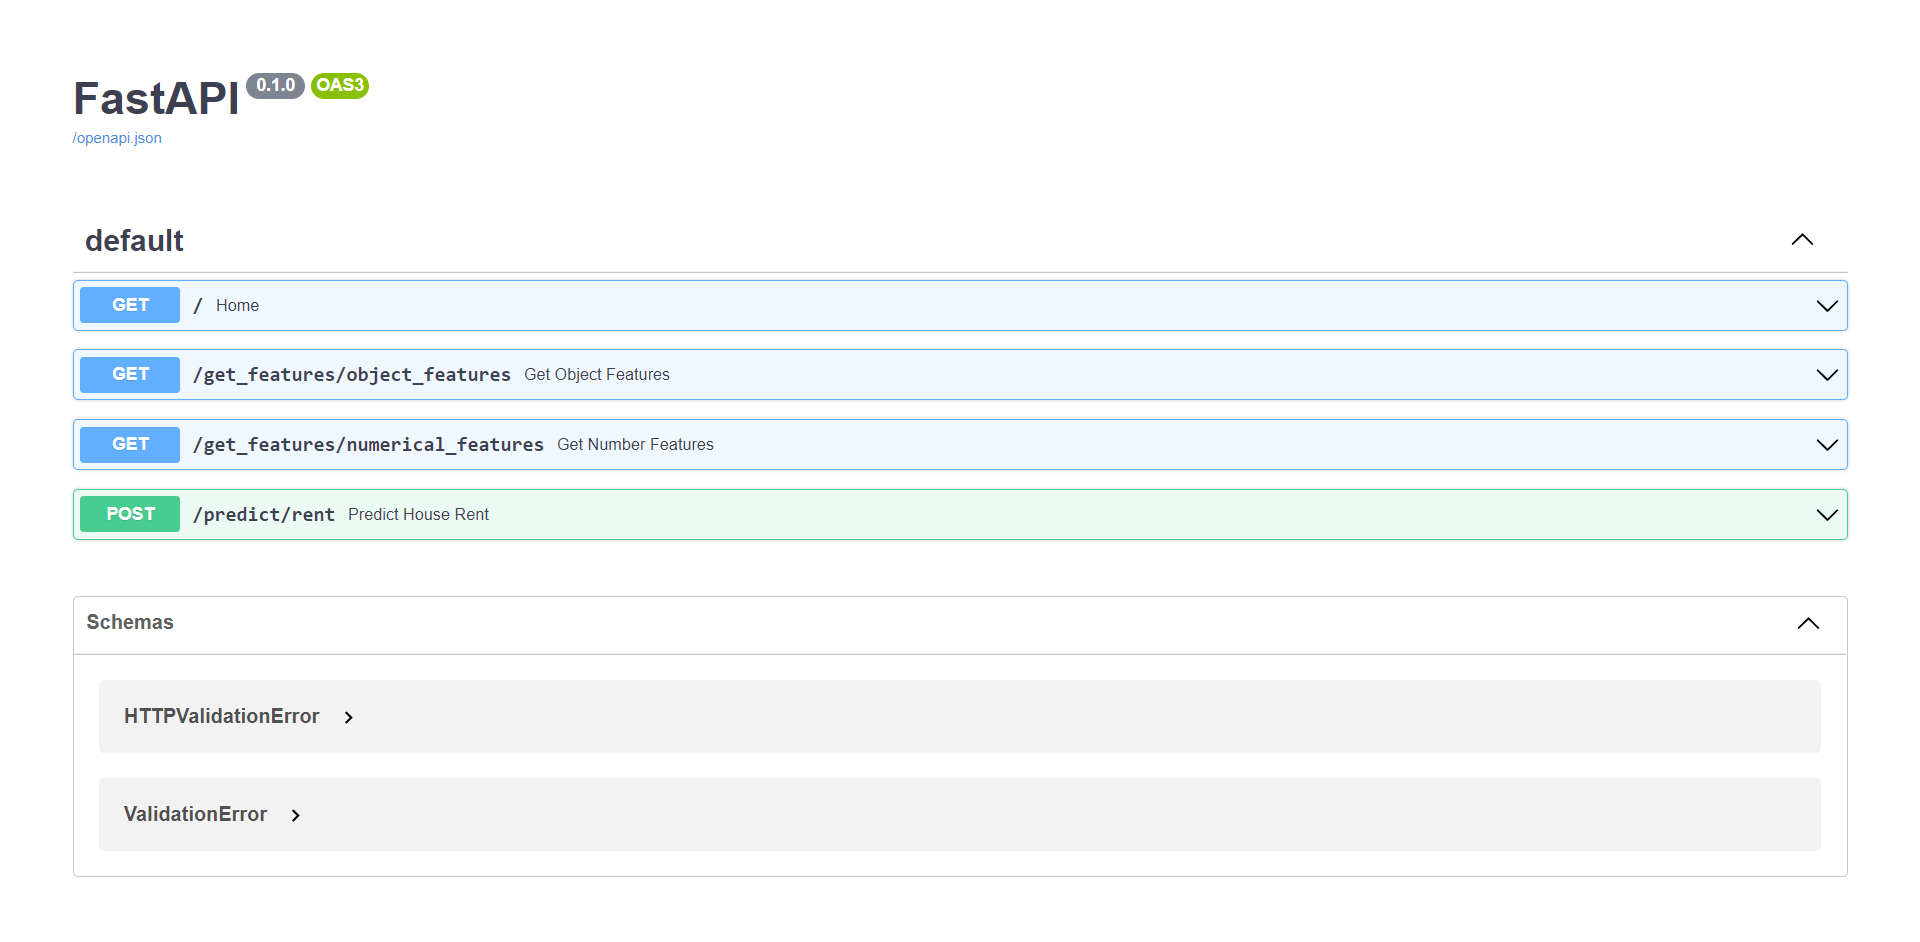 FastAPI 0.1.0 OAS3
/openapi.json
default
GET / Home
GET /get_features/object_features Get Object Features
GET /get_features/numerical_features Get Number Features
POST /predict/rent Predict House Rent
Schemas
HTTPValidationError
ValidationError